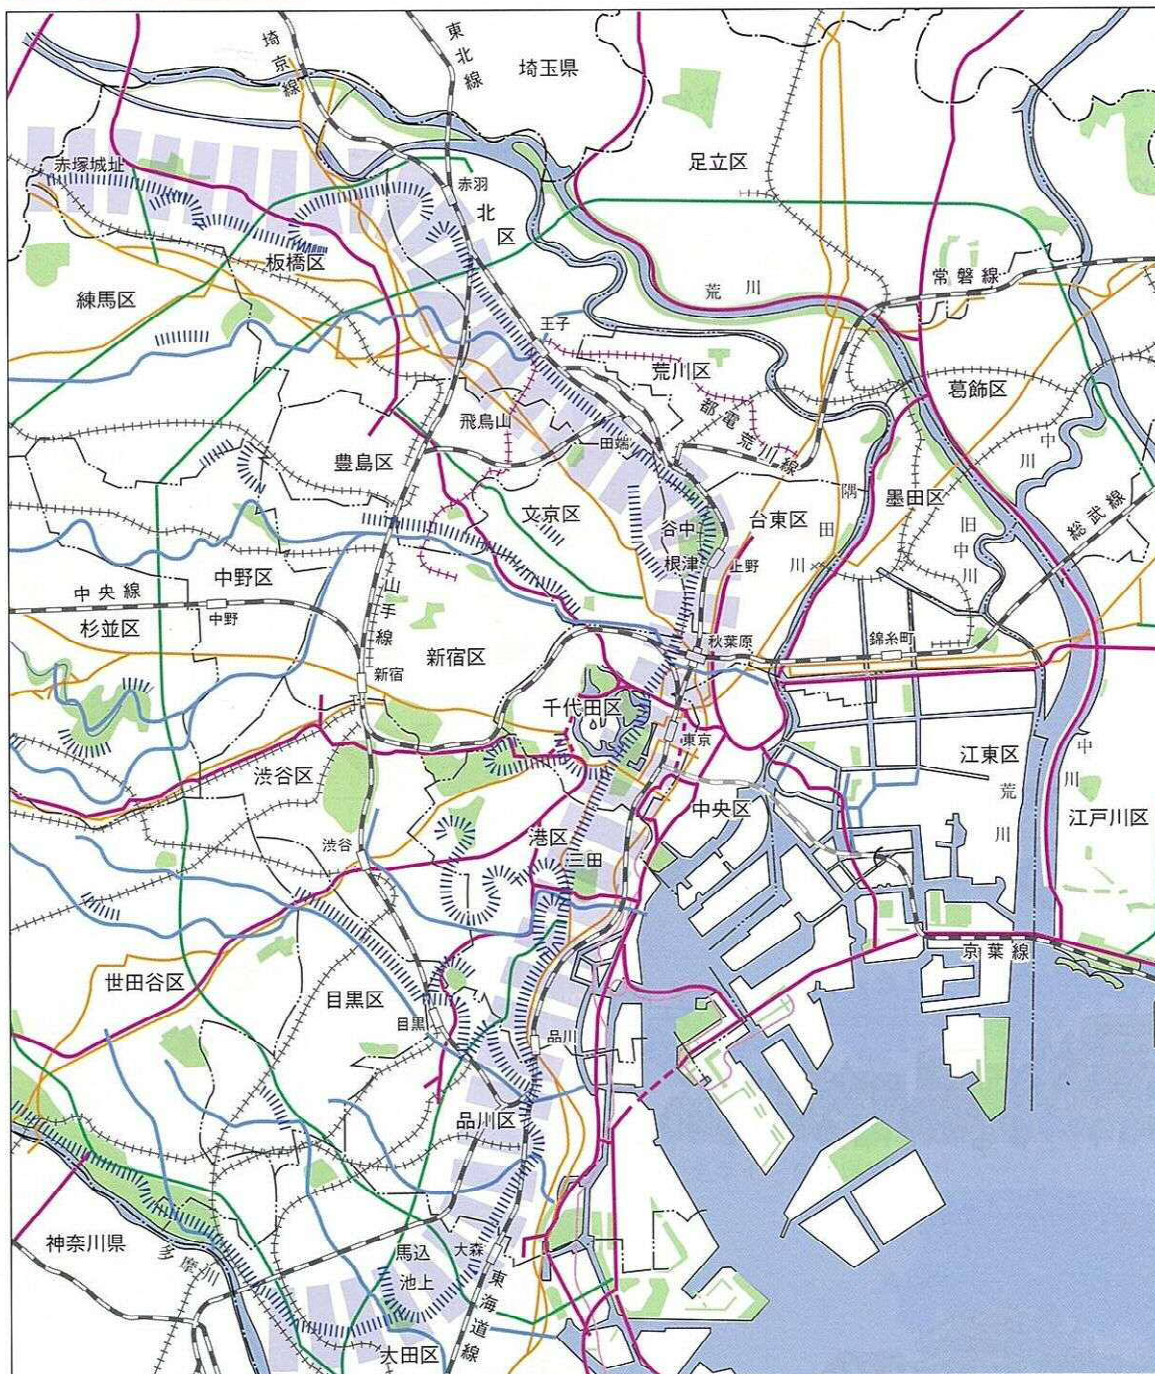 埼京線
東北線
埼玉県
足立区
赤塚城址
赤羽
北区
板橋区
練馬区
荒川
常磐線
王子
荒川区
葛飾区
飛鳥山
都電荒川線
田端
豊島区
中川
隅田川
墨田区
文京区
台東区
谷中
旧中川
総武線
根津
上野
中野区
山手線
中央線
中野
杉並区
秋葉原
錦糸町
新宿区
新宿
千代田区
東京
中川
江東区
渋谷区
荒川
中央区
江戸川区
港区
渋谷
三田
京葉線
世田谷区
目黒区
目黒
品川
品川区
神奈川県
多摩川
馬込
大森
池上
東海道線
大田区